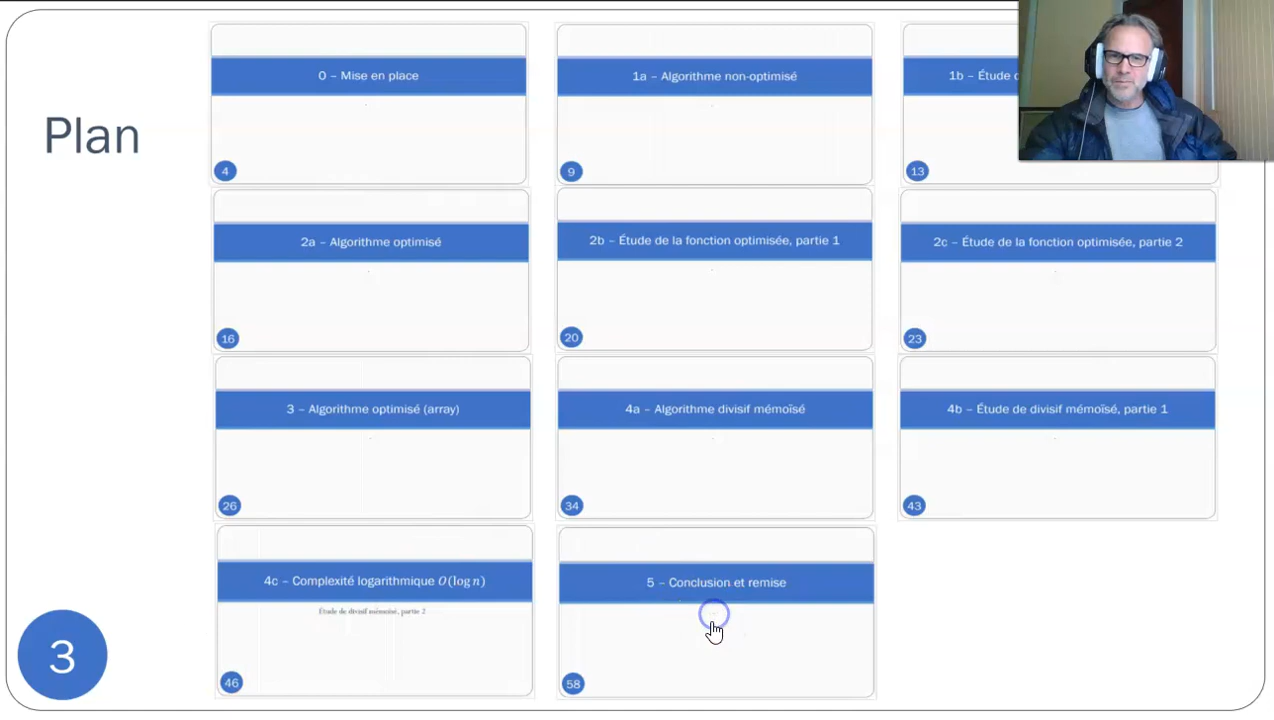 Plan
0 – Mise en place
4
1a – Algorithme non-optimisé
9
1b – Étude
13
2a – Algorithme optimisé
16
2b – Étude de la fonction optimisée, partie 1
20
2c – Étude de la fonction optimisée, partie 2
23
3 – Algorithme optimisé (array)
26
4a – Algorithme divisif mémoïsé
34
4b – Étude de divisif mémoïsé, partie 1
43
4c – Complexité logarithmique O(log n)
Étude de divisif mémoïsé, partie 2
46
5 – Conclusion et remise
58
3